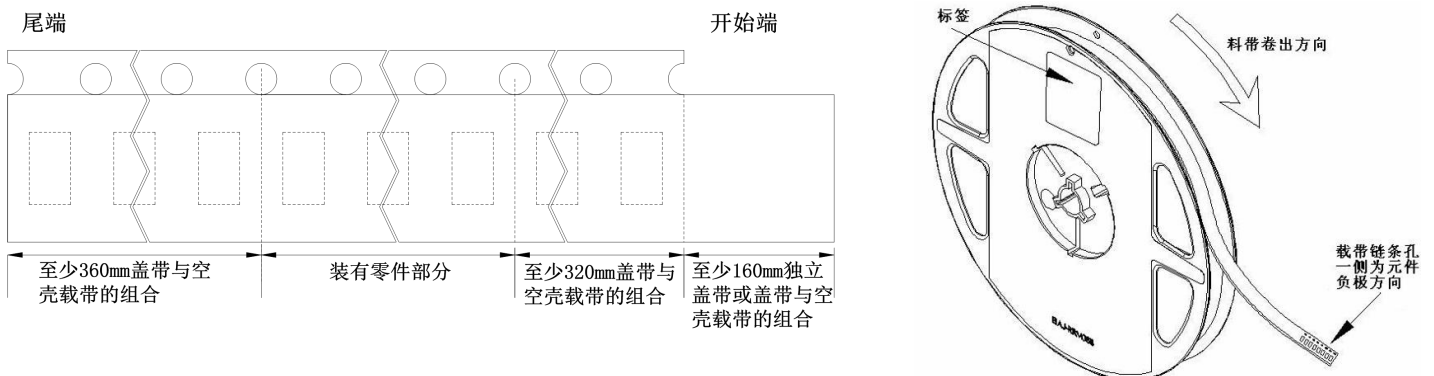 尾端
开始端
至少360mm盖带与空
壳载带的组合
装有零件部分
至少320mm盖带与
空壳载带的组合
至少160mm独立
盖带或盖带与空
壳载带的组合
标签
料带卷出方向
载带链条孔
一侧为元件
负极方向